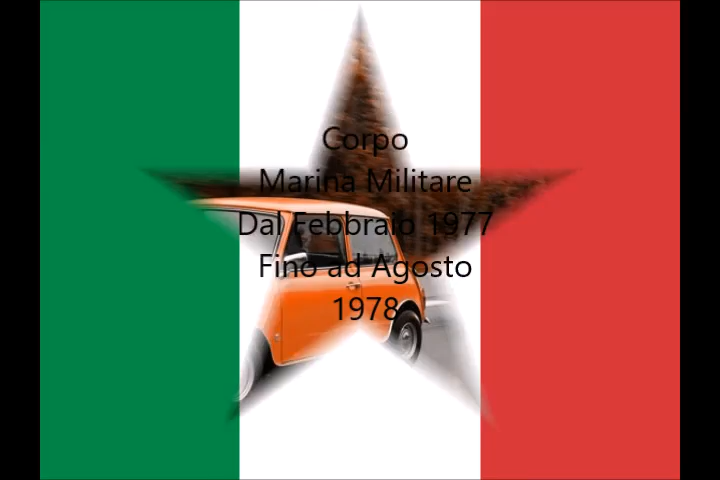 Corpo
Marina Militare
Dal Febbraio 1977
Fino ad Agosto
1978